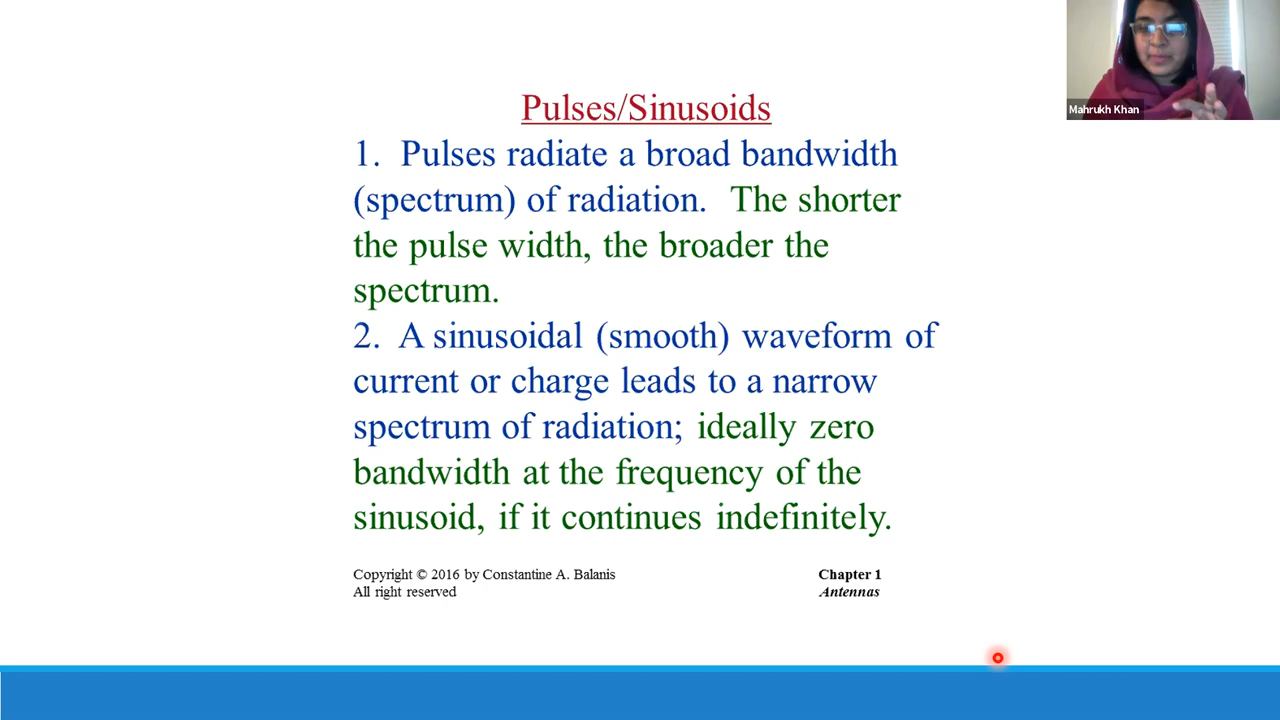 Mahrukh Khan
Pulses/Sinusoids
1. Pulses radiate a broad bandwidth
(spectrum) of radiation. The shorter
the pulse width, the broader the
spectrum.
2. A sinusoidal (smooth) waveform of
current or charge leads to a narrow
spectrum of radiation; ideally zero
bandwidth at the frequency of the
sinusoid, if it continues indefinitely.
Copyright © 2016 by Constantine A. Balanis
All right reserved
Chapter 1
Antennas